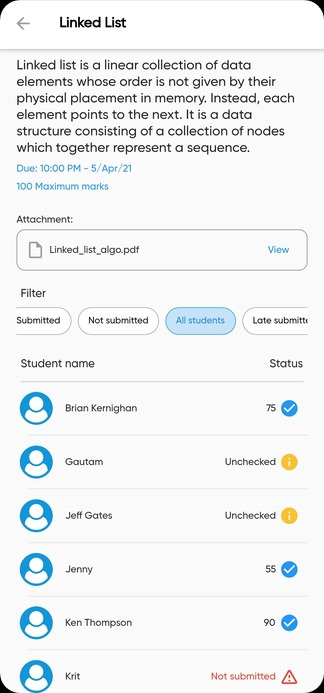 Linked List
Linked list is a linear collection of data
elements whose order is not given by their
physical placement in memory. Instead, each
element points to the next. It is a data
structure consisting of a collection of nodes
which together represent a sequence.
Due: 10:00 PM - 5/Apr/21
100 Maximum marks
Attachment:
Linked_list_algo.pdf View
Filter
Submitted Not submitted All students Late submitte
Student name Status
Brian Kernighan 75
Gautam Unchecked
Jeff Gates Unchecked
Jenny 55
Ken Thompson 90
Krit Not submitted